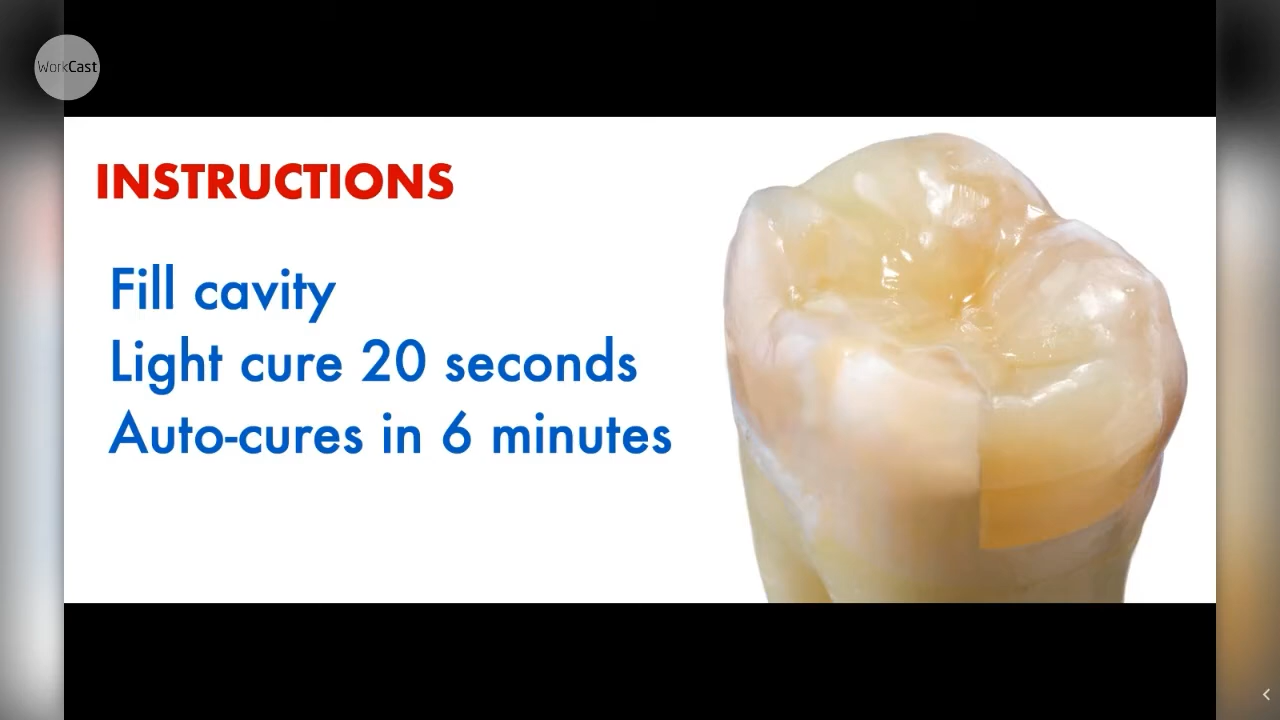 WorkCast
INSTRUCTIONS
Fill cavity
Light cure 20 seconds
Auto-cures in 6 minutes